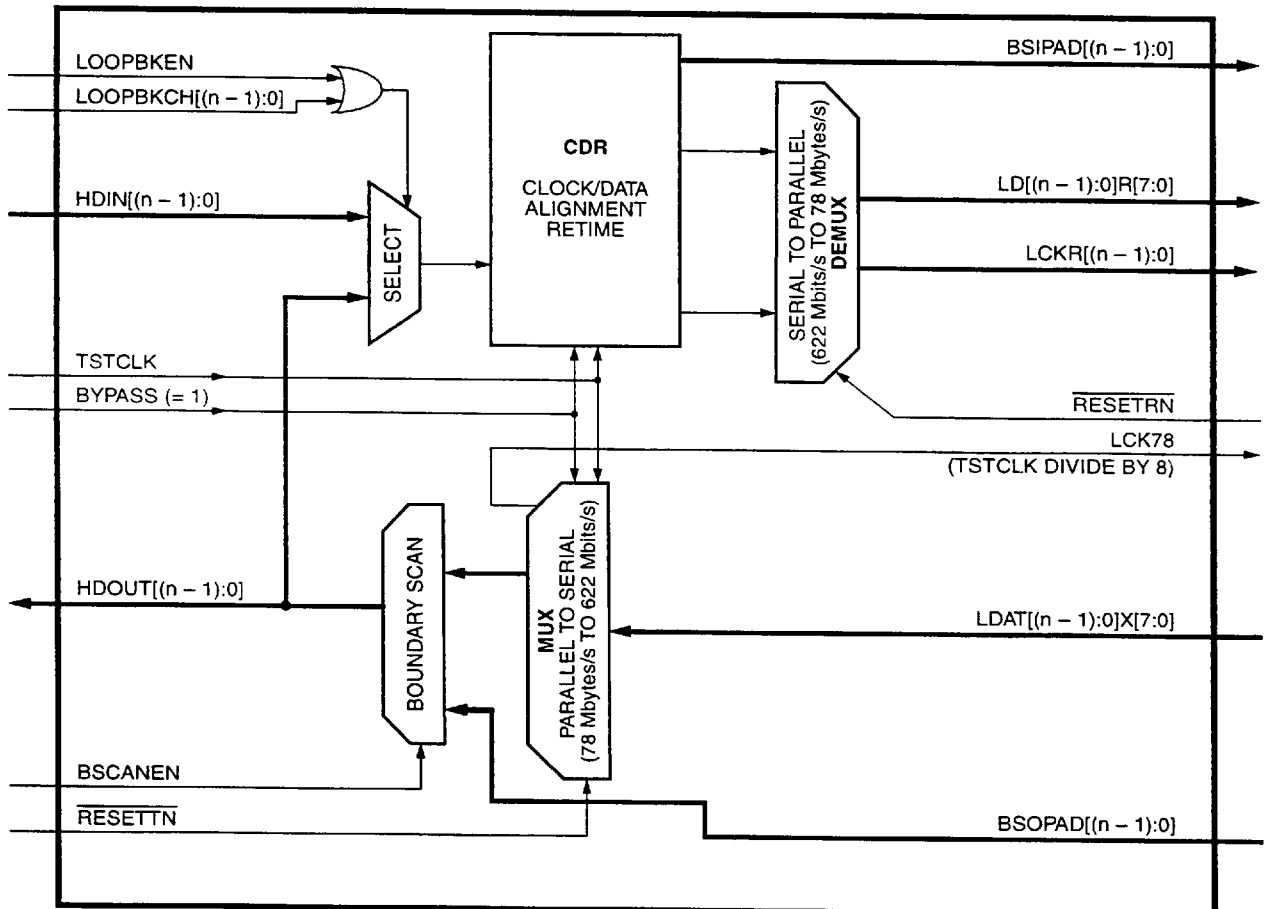 LOOPBKEN
LOOPBKCH[(n – 1):0]
BSIPAD[(n – 1):0]
CDR
CLOCK/DATA
ALIGNMENT
RETIME
SERIAL TO PARALLEL
(622 Mbits/s TO 78 Mbytes/s)
DEMUX
HDIN[(n – 1):0]
SELECT
LD[(n – 1):0]R[7:0]
LCKR[(n – 1):0]
TSTCLK
BYPASS (= 1)
RESETRN
LCK78
(TSTCLK DIVIDE BY 8)
HDOUT[(n – 1):0]
BOUNDARY SCAN
MUX
PARALLEL TO SERIAL
(78 Mbytes/s TO 622 Mbits/s)
LDAT[(n – 1):0]X[7:0]
BSCANEN
RESETTN
BSOPAD[(n – 1):0]